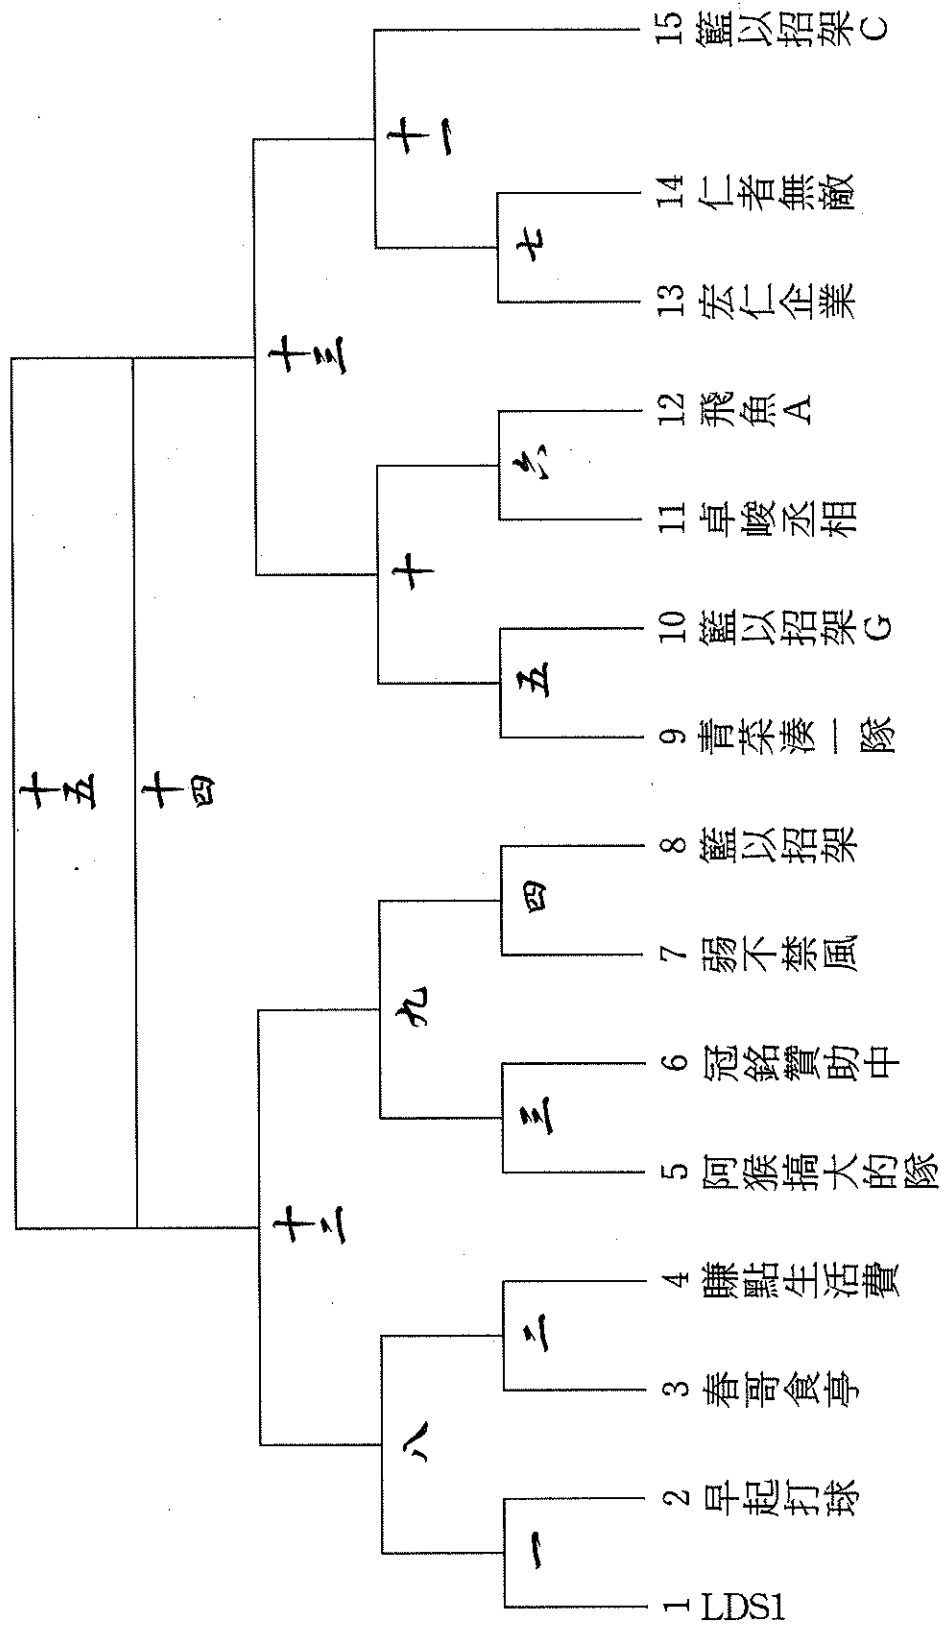 十五
十四
十二
十三
八
九
十
十一
一
二
三
四
五
六
七
1 LDS1
2 早起打球
3 春哥食亭
4 賺點生活費
5 阿猴搞大的隊
6 冠銘贊助中
7 弱不禁風
8 籃以招架
9 青菜湊一隊
10 籃以招架G
11 卓峻丞相
12 飛魚A
13 宏仁企業
14 仁者無敵
15 籃以招架C